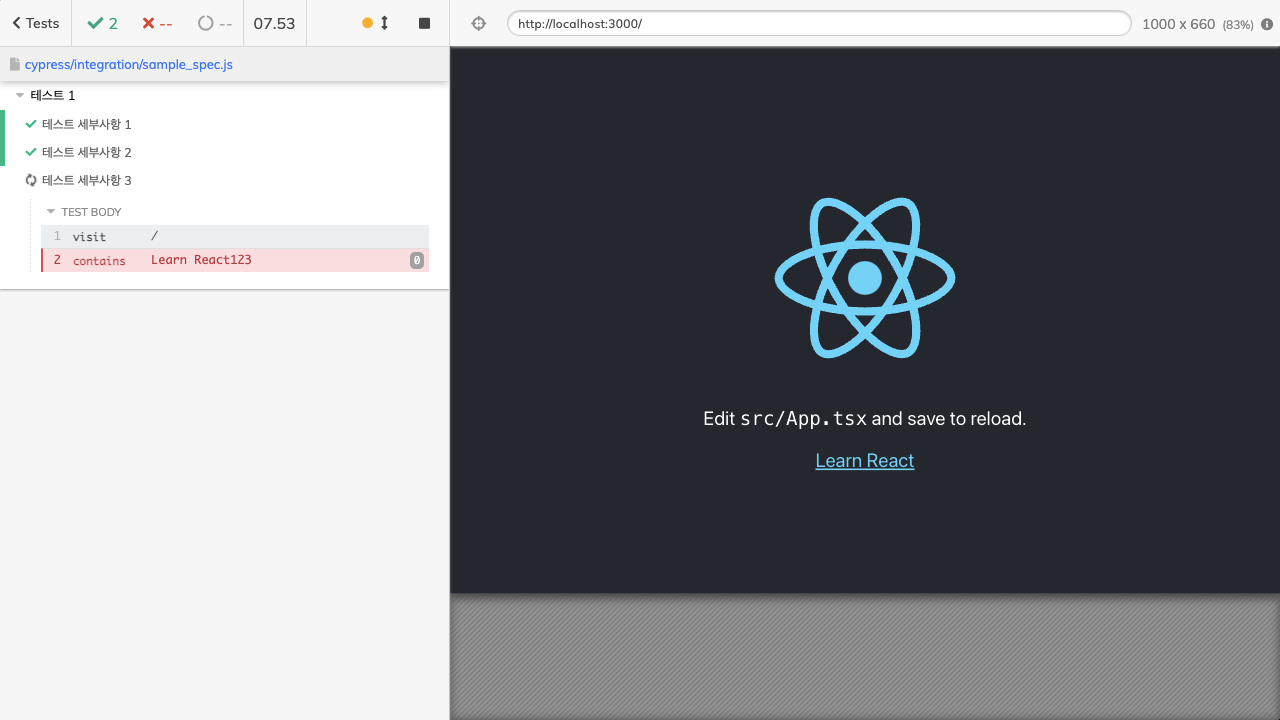 Tests 2 -- -- 07.53
http://localhost:3000/ 1000 x 660 (83%)
cypress/integration/sample_spec.js
테스트 1
테스트 세부사항 1
테스트 세부사항 2
테스트 세부사항 3
TEST BODY
1 visit /
2 contains Learn React123 0
Edit src/App.tsx and save to reload.
Learn React